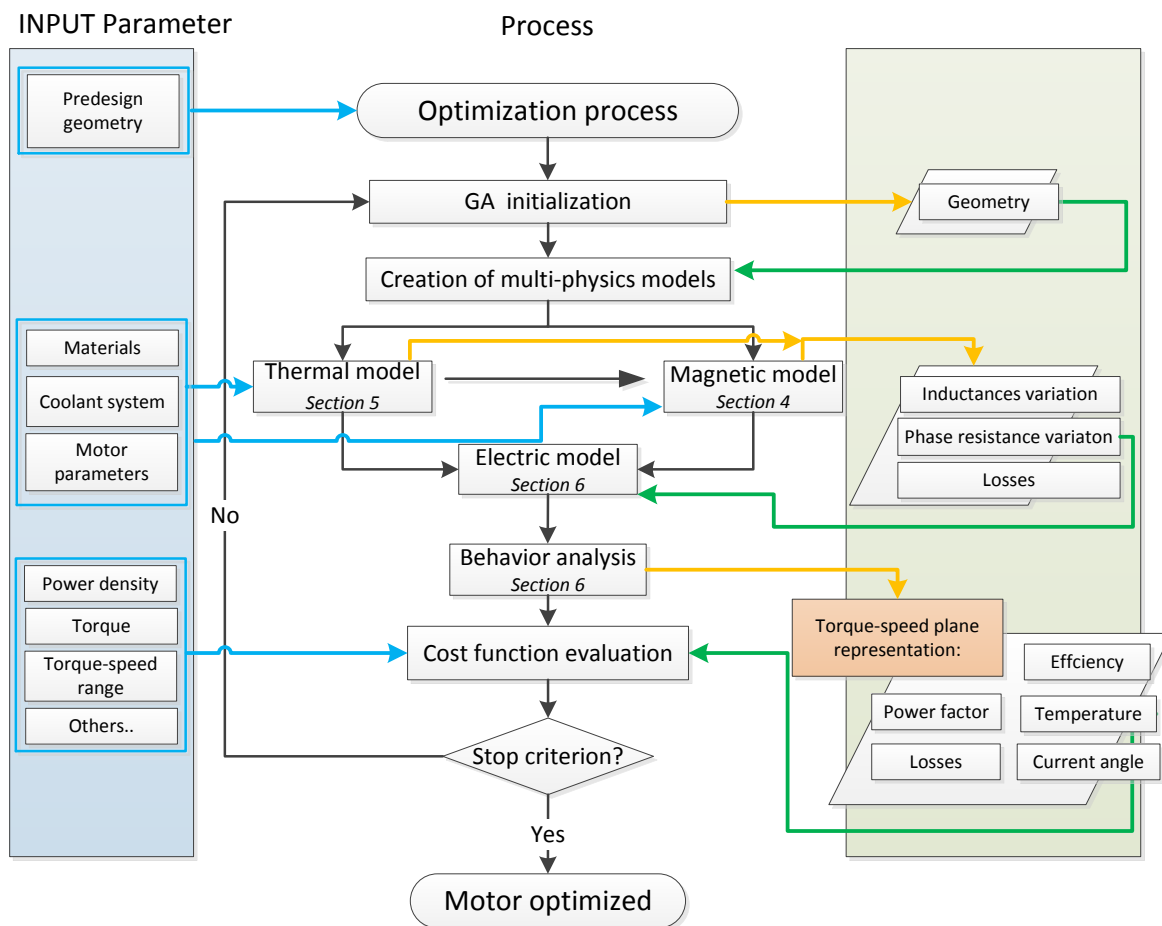 INPUT Parameter
Process
Predesign
geometry
Optimization process
GA initialization
Geometry
Creation of multi-physics models
Materials
Coolant system
Motor
parameters
Thermal model
Section 5
Magnetic model
Section 4
Inductances variation
Phase resistance variaton
Losses
Electric model
Section 6
No
Behavior analysis
Section 6
Power density
Torque
Torque-speed
range
Others..
Cost function evaluation
Torque-speed plane
representation:
Effciency
Power factor
Temperature
Losses
Current angle
Stop criterion?
Yes
Motor optimized